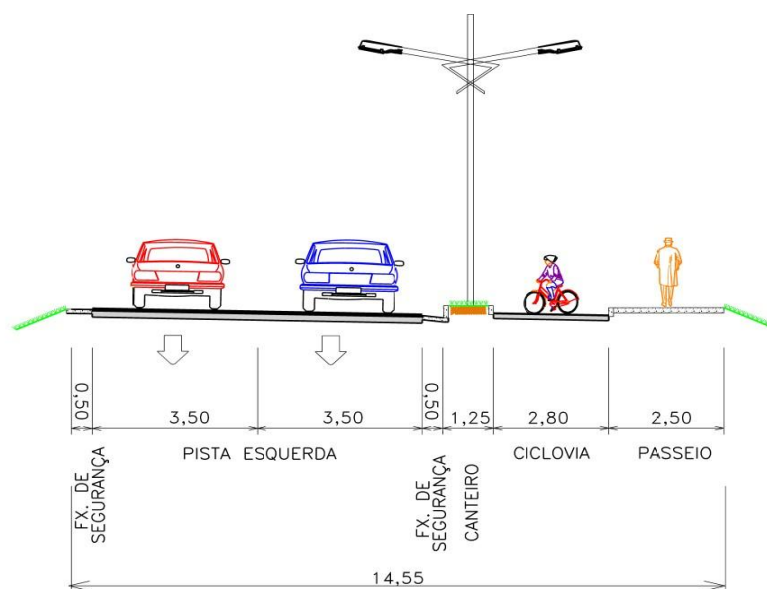 0,50
3,50
3,50
0,50
1,25
2,80
2,50
FX. DE
SEGURANÇA
PISTA ESQUERDA
FX. DE
SEGURANÇA
CANTEIRO
CICLOVIA
PASSEIO
14,55